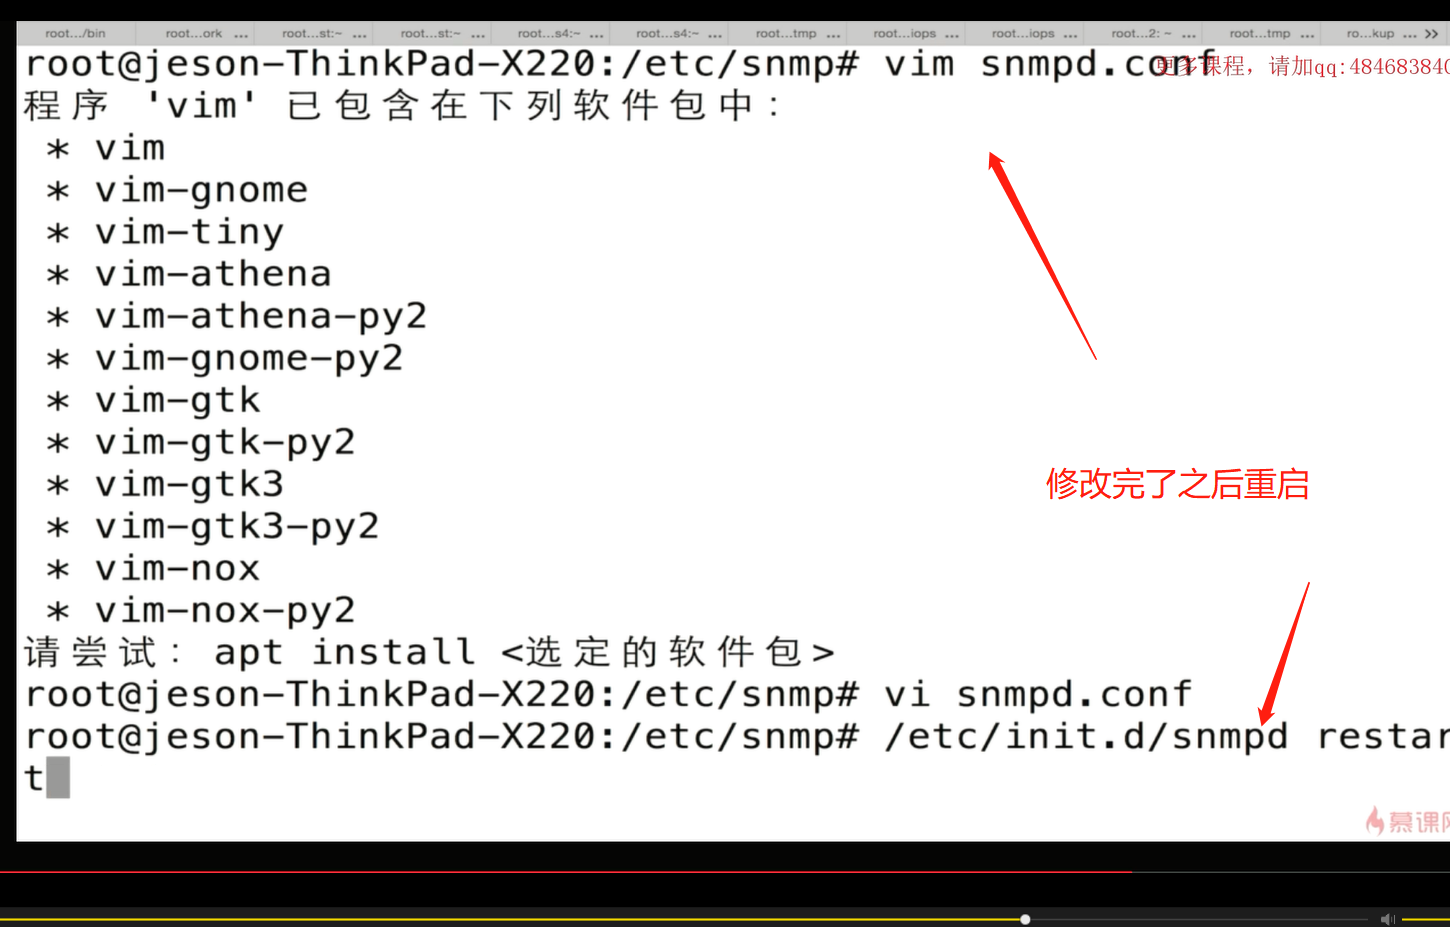 root.../bin root...ork ... root...st:~ ... root...st:~ ... root...s4:~ ... root...s4:~ ... root...tmp ... root...iops ... root...iops ... root...2: ~ ... root...tmp ... ro...kup ... >>
root@jeson-ThinkPad-X220:/etc/snmp# vim snmpd.conf
更多课程，请加qq:484683840
程序 'vim' 已包含在下列软件包中：
* vim
* vim-gnome
* vim-tiny
* vim-athena
* vim-athena-py2
* vim-gnome-py2
* vim-gtk
* vim-gtk-py2
* vim-gtk3
* vim-gtk3-py2
* vim-nox
* vim-nox-py2
修改完了之后重启
请尝试：apt install <选定的软件包>
root@jeson-ThinkPad-X220:/etc/snmp# vi snmpd.conf
root@jeson-ThinkPad-X220:/etc/snmp# /etc/init.d/snmpd restar
t
慕课网